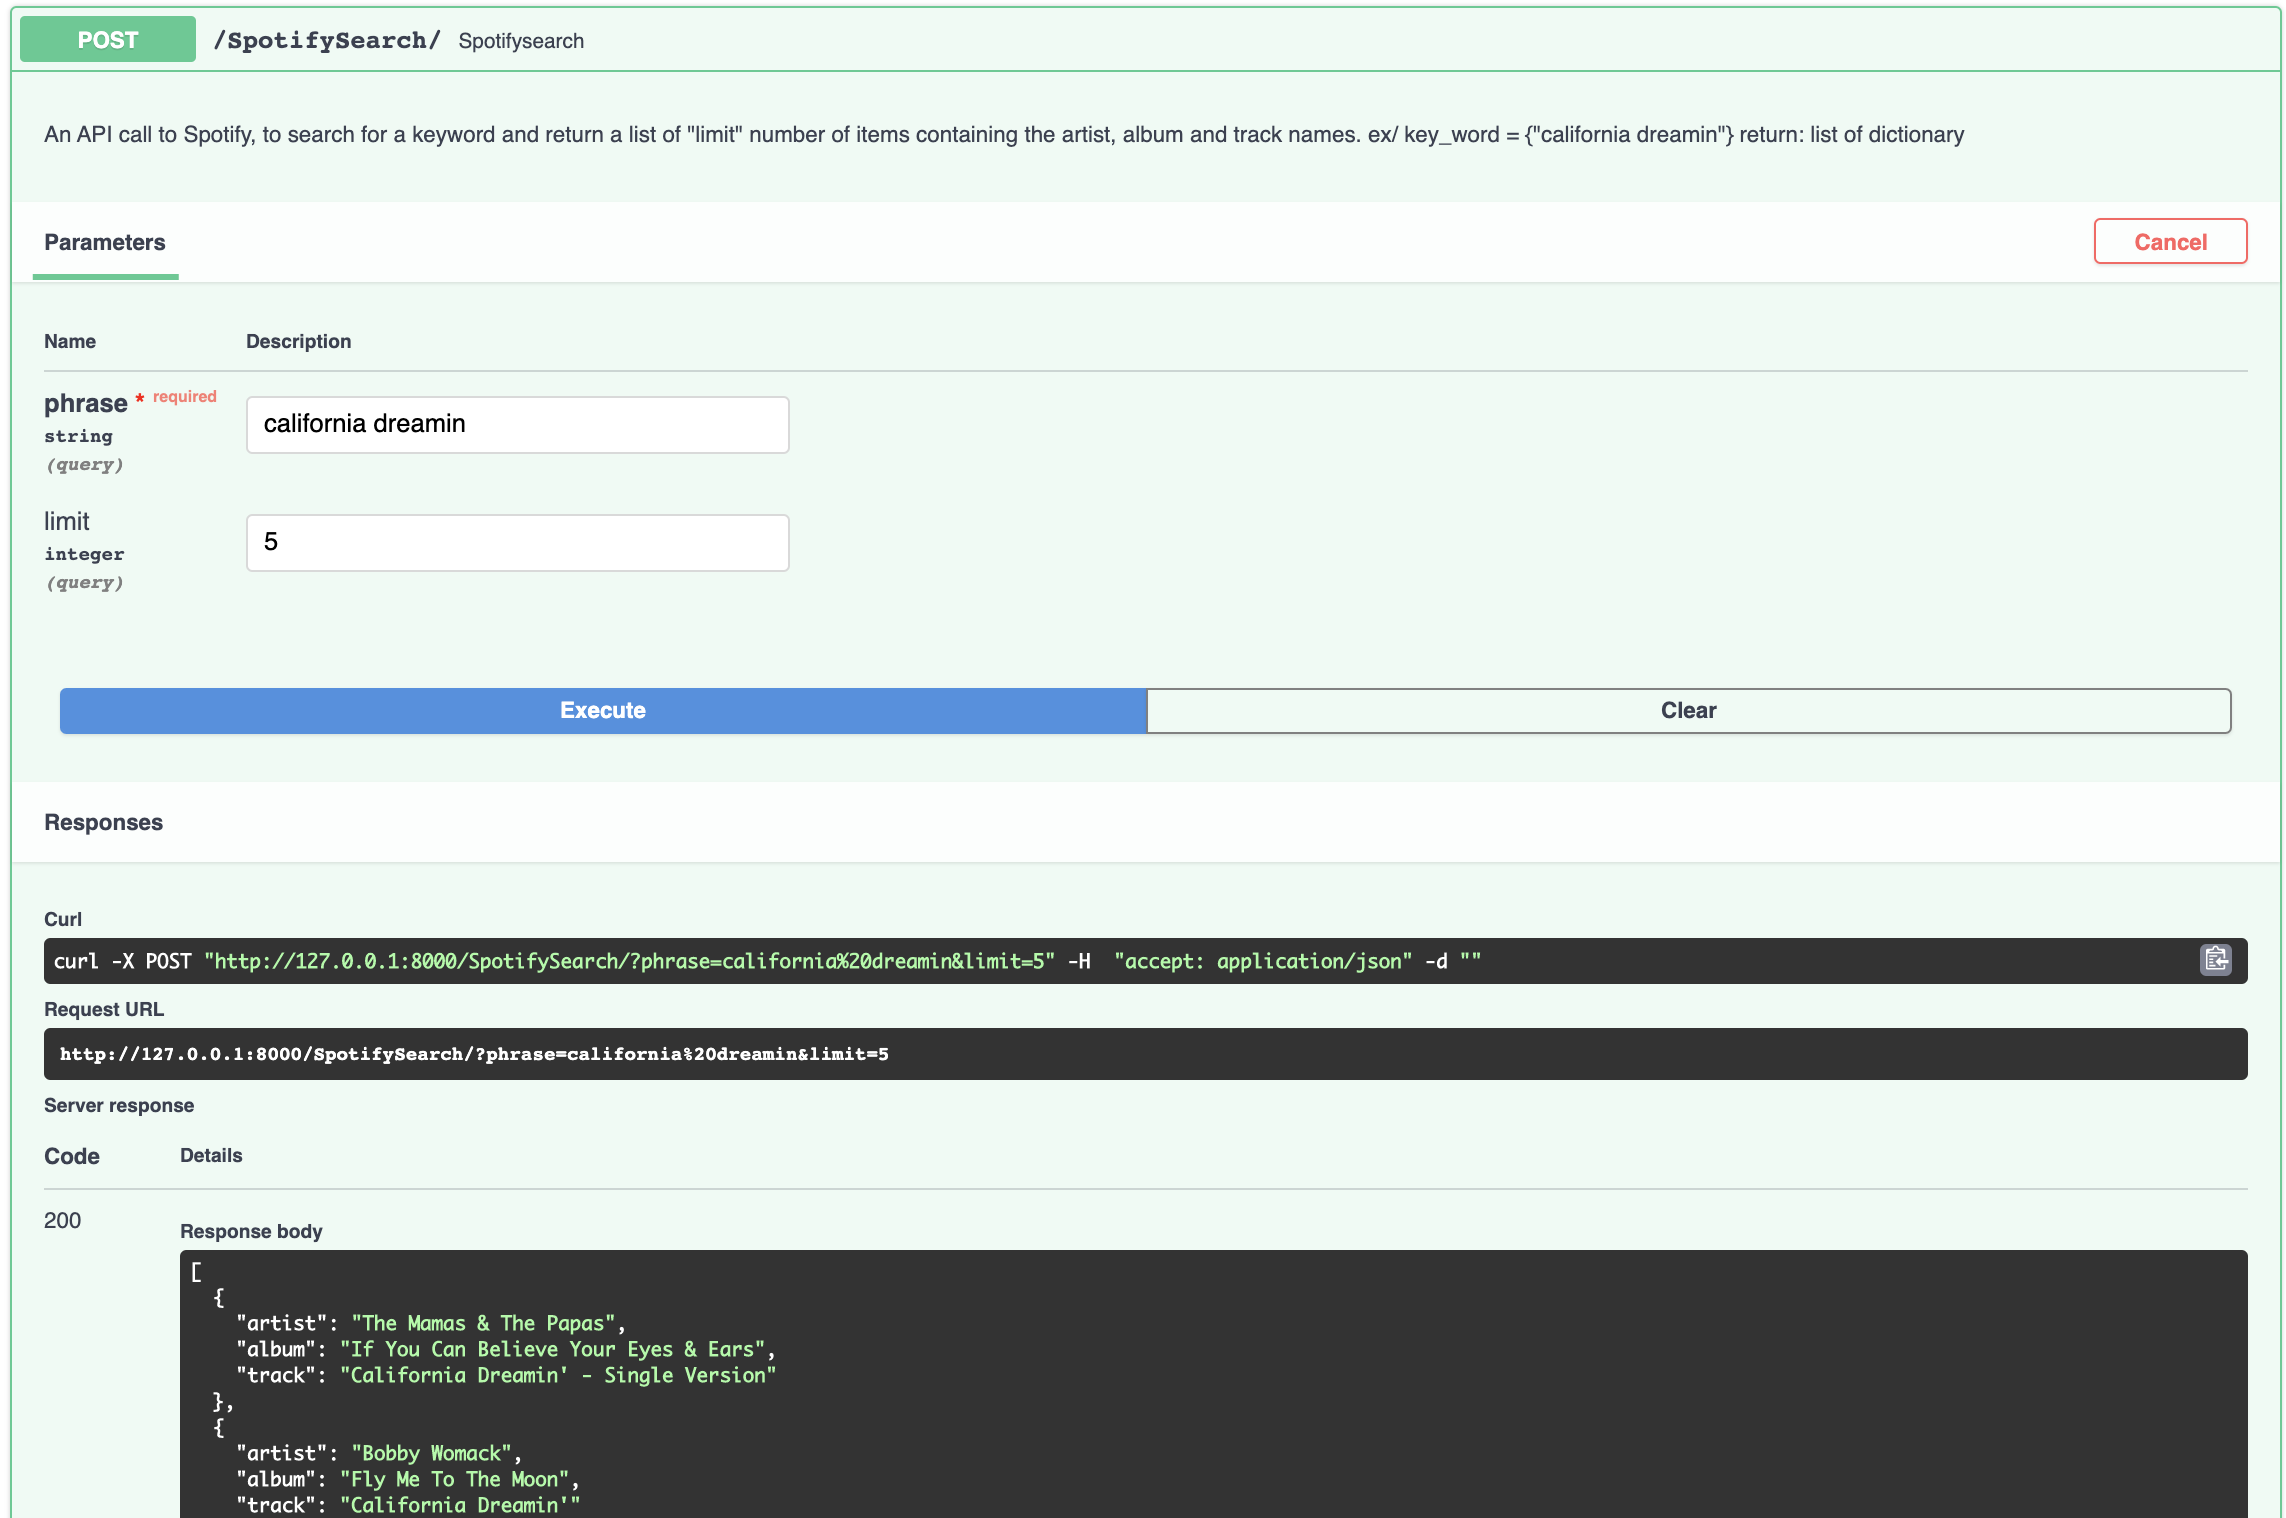 POST /SpotifySearch/ Spotifysearch
An API call to Spotify, to search for a keyword and return a list of "limit" number of items containing the artist, album and track names. ex/ key_word = {"california dreamin"} return: list of dictionary
Parameters
Cancel
Name Description
phrase * required
string
(query)
california dreamin
limit
integer
(query)
5
Execute Clear
Responses
Curl
curl -X POST "http://127.0.0.1:8000/SpotifySearch/?phrase=california%20dreamin&limit=5" -H  "accept: application/json" -d ""
Request URL
http://127.0.0.1:8000/SpotifySearch/?phrase=california%20dreamin&limit=5
Server response
Code Details
200
Response body
[
  {
    "artist": "The Mamas & The Papas",
    "album": "If You Can Believe Your Eyes & Ears",
    "track": "California Dreamin' - Single Version"
  },
  {
    "artist": "Bobby Womack",
    "album": "Fly Me To The Moon",
    "track": "California Dreamin'"